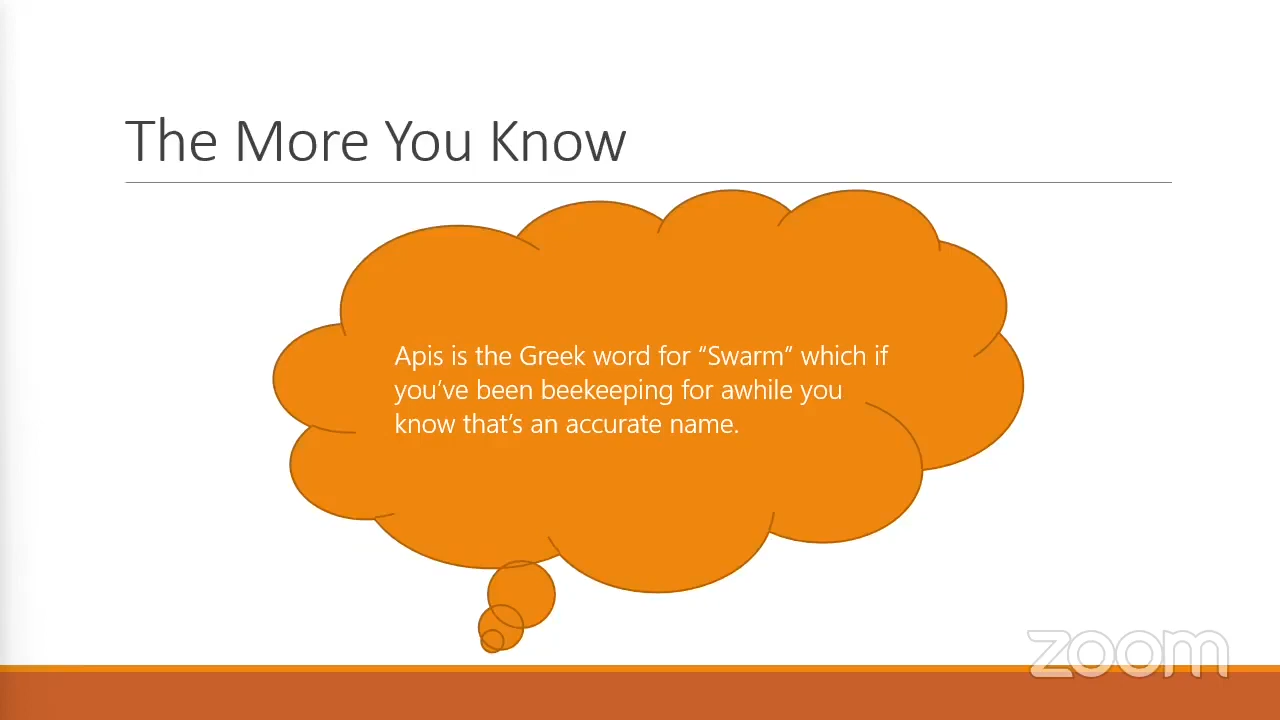 The More You Know
Apis is the Greek word for “Swarm” which if
you’ve been beekeeping for awhile you
know that’s an accurate name.
zoom